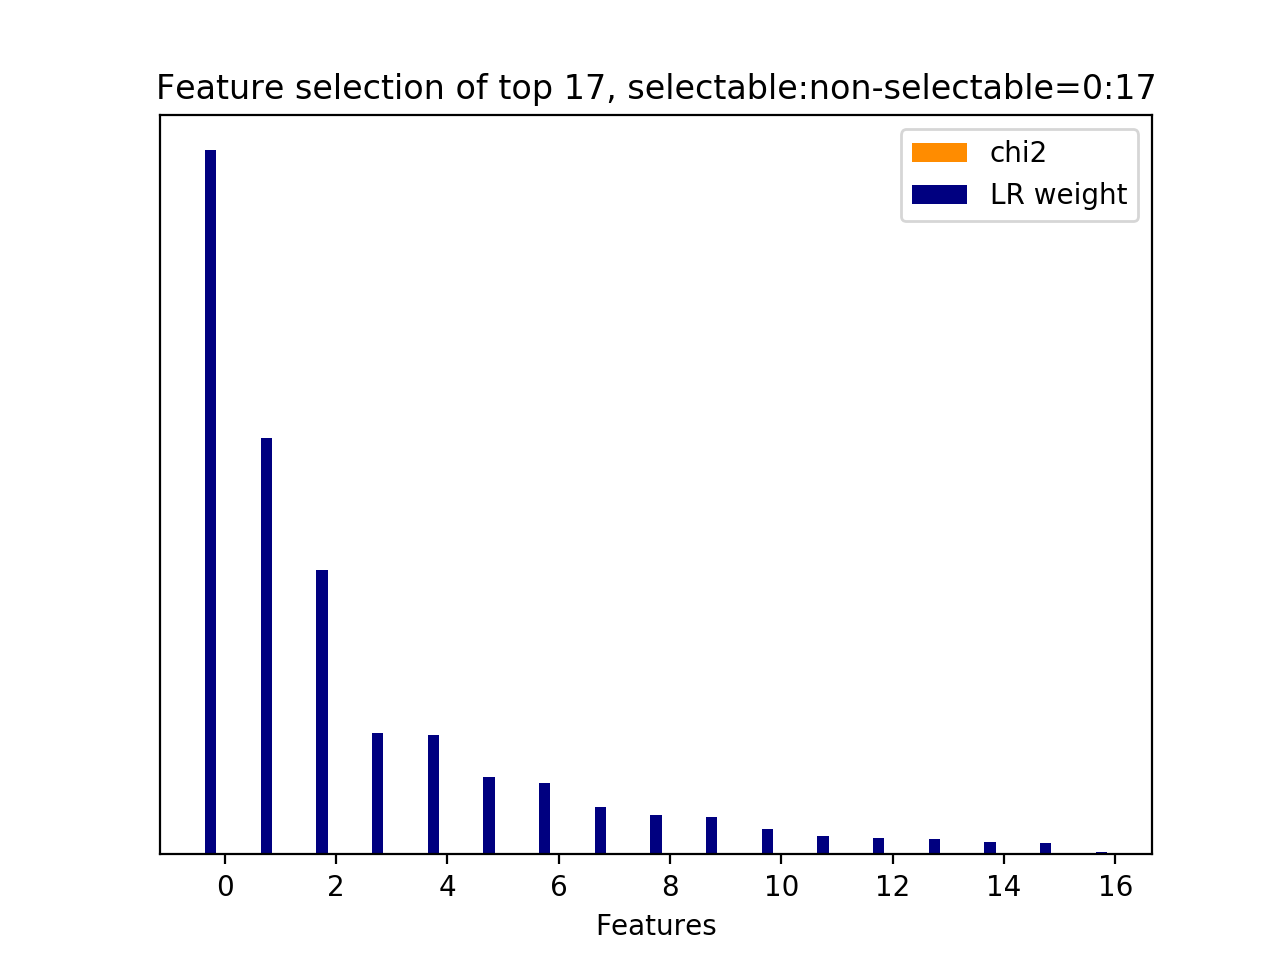 Feature selection of top 17, selectable:non-selectable=0:17
chi2
LR weight
0 2 4 6 8 10 12 14 16
Features